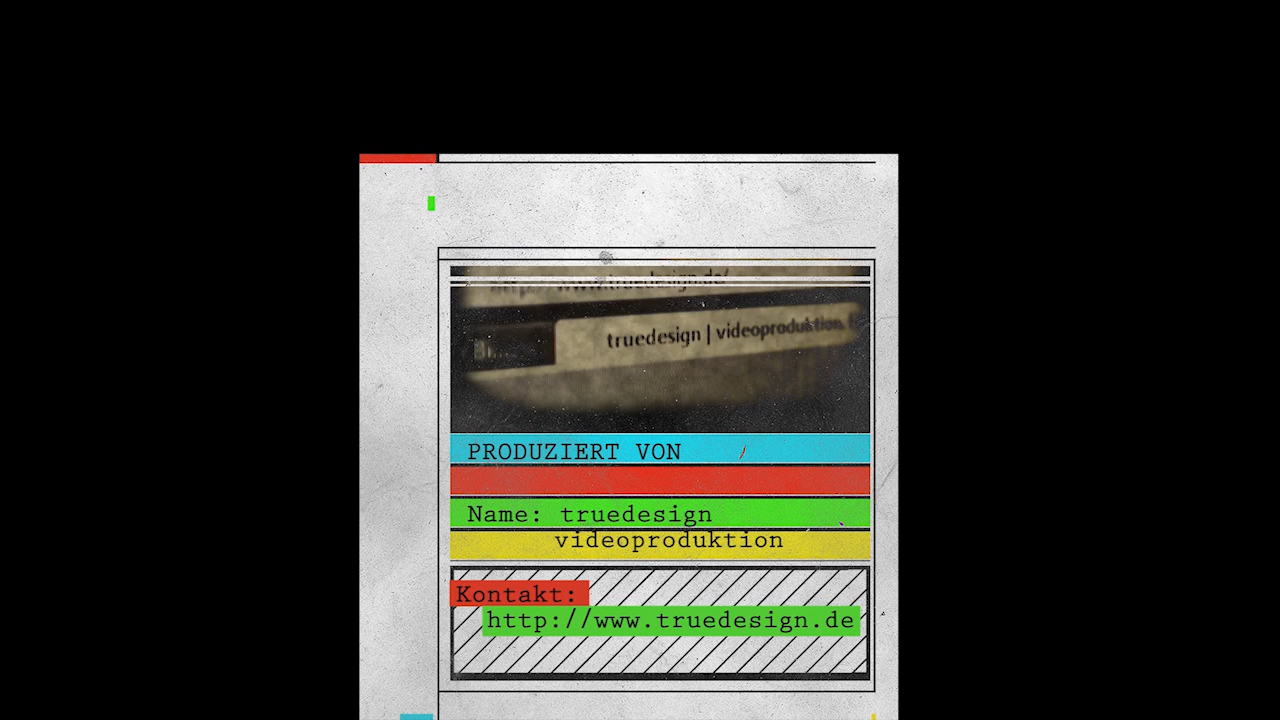 http://www.truedesign.de/
truedesign | videoproduktion
PRODUZIERT VON
Name: truedesign
videoproduktion
Kontakt:
http://www.truedesign.de